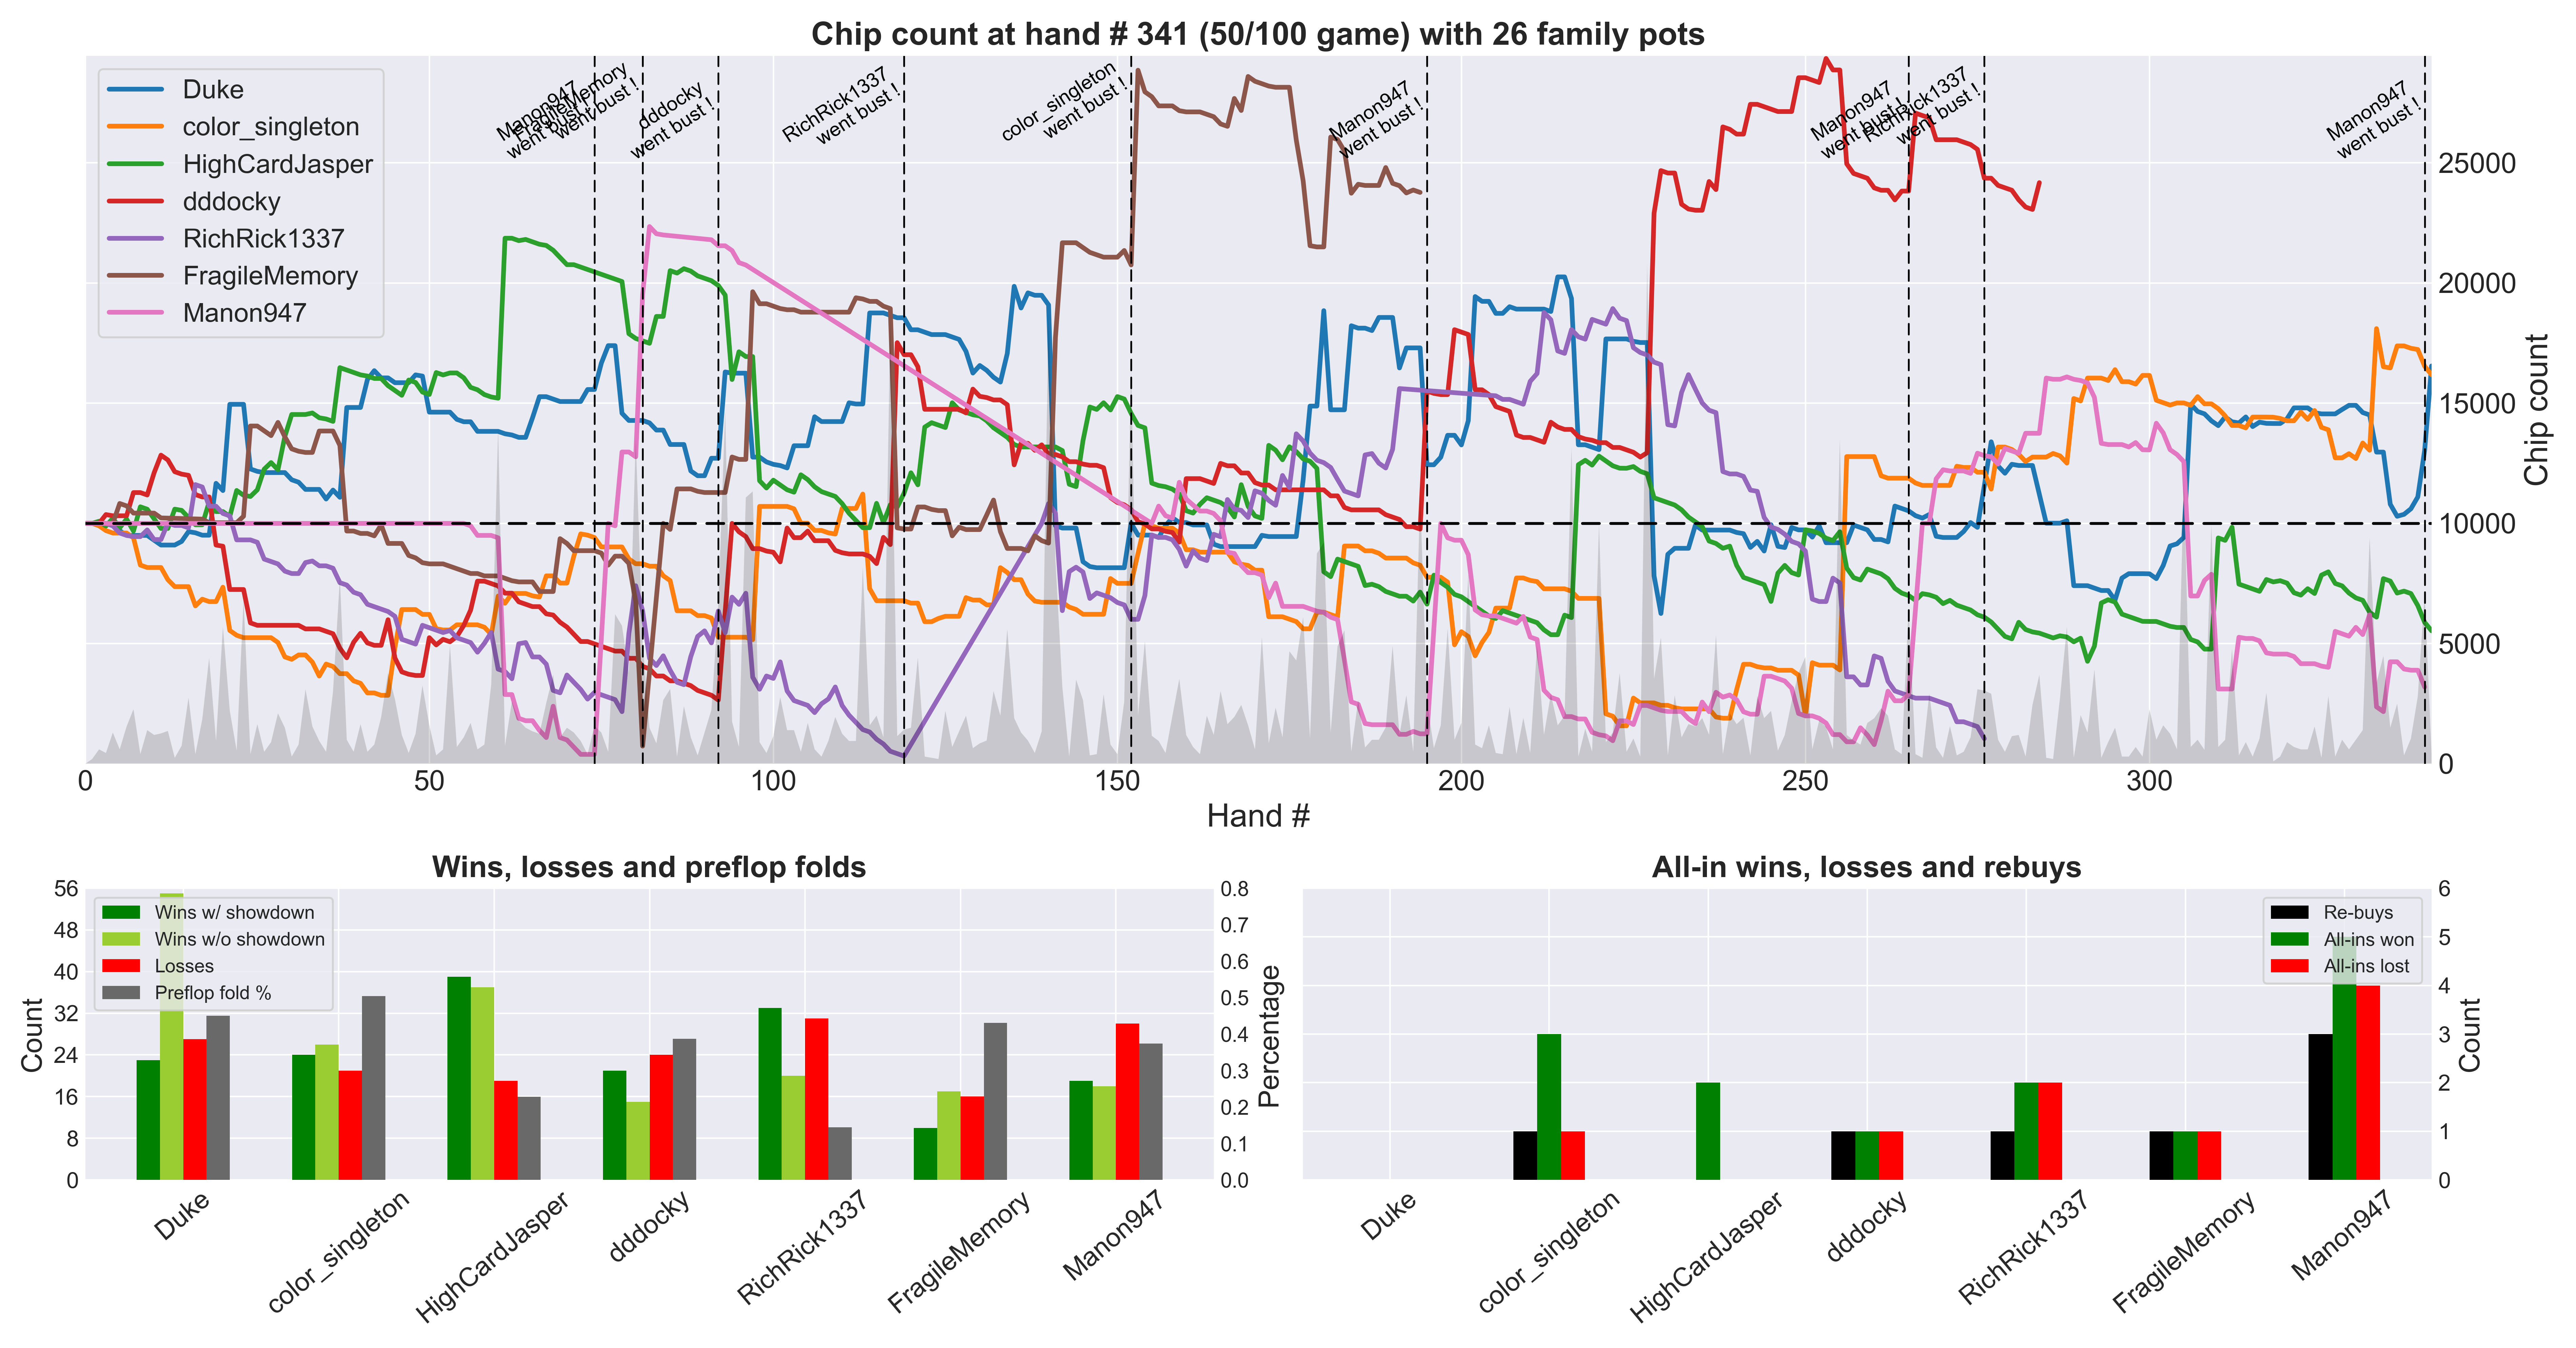 Chip count at hand # 341 (50/100 game) with 26 family pots
Duke
color_singleton
HighCardJasper
dddocky
RichRick1337
FragileMemory
Manon947
Manon947
went bust !
FragileMemory
went bust !
dddocky
went bust !
RichRick1337
went bust !
color_singleton
went bust !
Manon947
went bust !
Manon947
went bust !
RichRick1337
went bust !
Manon947
went bust !
25000
20000
15000
10000
5000
0
Chip count
0 50 100 150 200 250 300
Hand #
Wins, losses and preflop folds
56
48
40
32
24
16
8
0
Count
Wins w/ showdown
Wins w/o showdown
Losses
Preflop fold %
0.8
0.7
0.6
0.5
0.4
0.3
0.2
0.1
0.0
Percentage
Duke
color_singleton
HighCardJasper
dddocky
RichRick1337
FragileMemory
Manon947
All-in wins, losses and rebuys
Re-buys
All-ins won
All-ins lost
6
5
4
3
2
1
0
Count
Duke
color_singleton
HighCardJasper
dddocky
RichRick1337
FragileMemory
Manon947